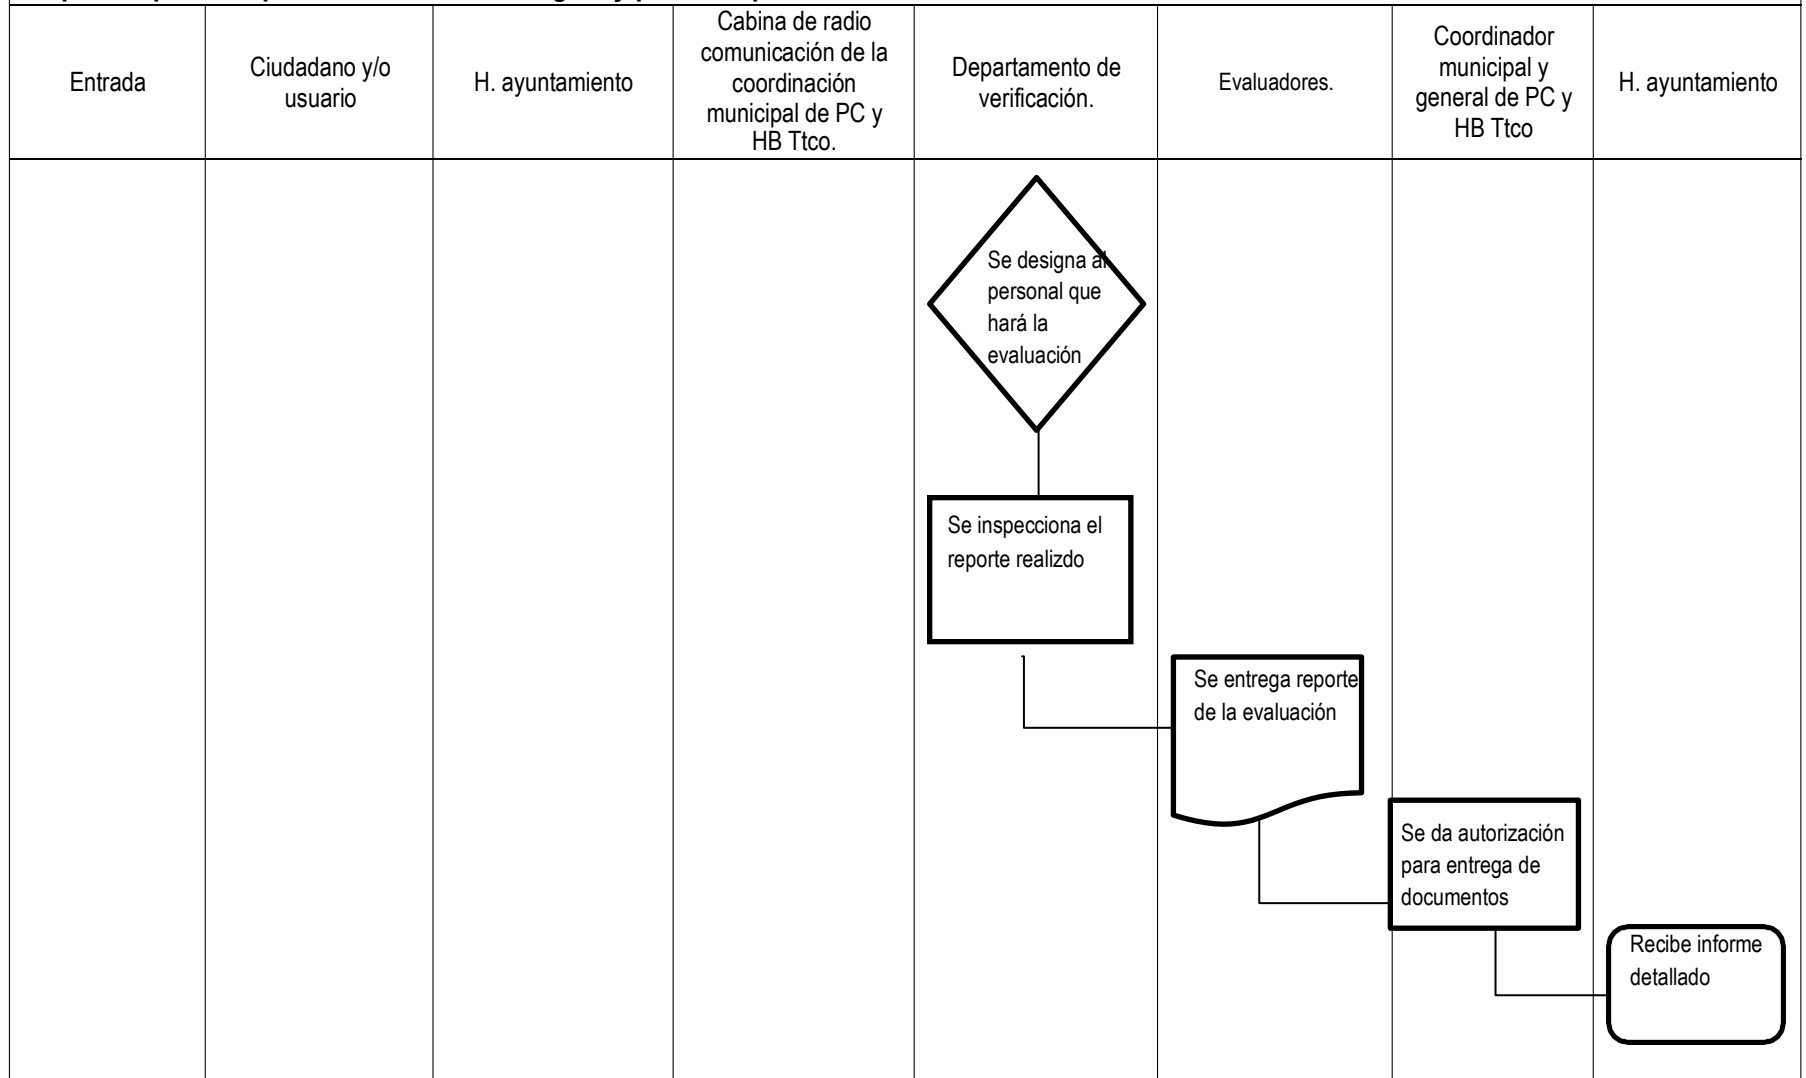 Entrada
Ciudadano y/o
usuario
H. ayuntamiento
Cabina de radio
comunicación de la
coordinación
municipal de PC y
HB Ttco.
Departamento de
verificación.
Evaluadores.
Coordinador
municipal y
general de PC y
HB Ttco
H. ayuntamiento
Se designa al
personal que
hará la
evaluación
Se inspecciona el
reporte realizdo
Se entrega reporte
de la evaluación
Se da autorización
para entrega de
documentos
Recibe informe
detallado